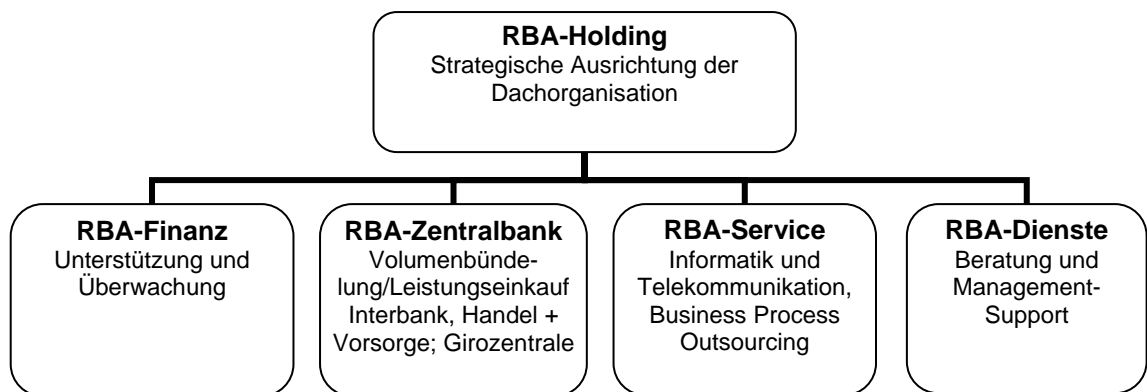 RBA-Holding
Strategische Ausrichtung der
Dachorganisation
RBA-Finanz
Unterstützung und
Überwachung
RBA-Zentralbank
Volumenbünde-
lung/Leistungseinkauf
Interbank, Handel +
Vorsorge; Girozentrale
RBA-Service
Informatik und
Telekommunikation,
Business Process
Outsourcing
RBA-Dienste
Beratung und
Management-
Support